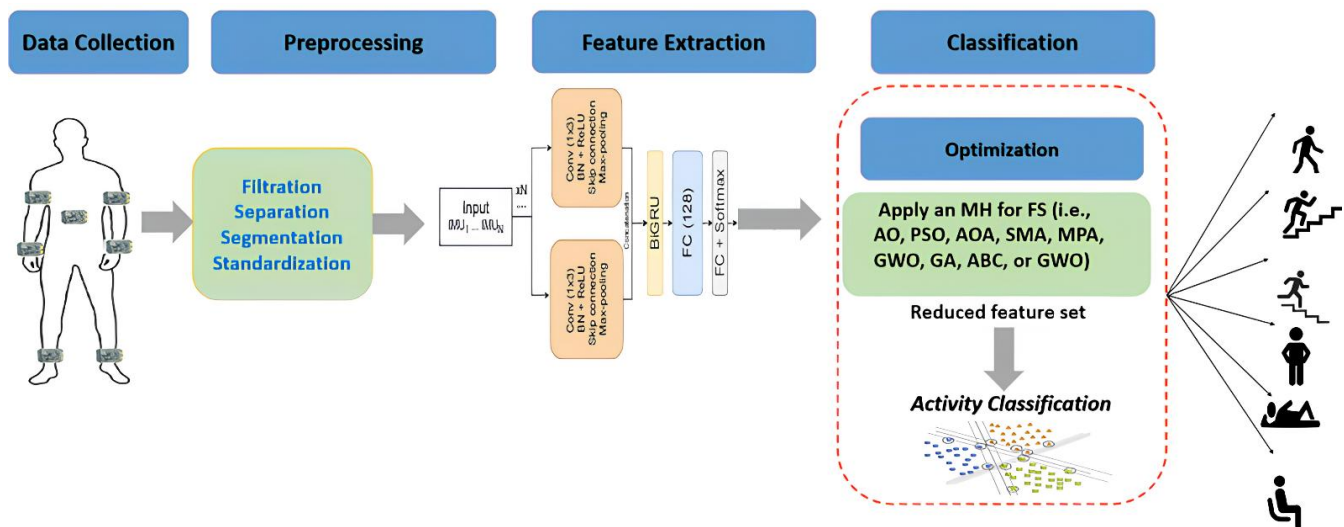 Data Collection
Preprocessing
Feature Extraction
Classification
Filtration
Separation
Segmentation
Standardization
Input
IMU₁ ... IMU_N
xN
....
Conv (1x3)
BN + ReLU
Skip connection
Max-pooling
Conv (1x3)
BN + ReLU
Skip connection
Max-pooling
Concatenation
BiGRU
FC (128)
FC + Softmax
Optimization
Apply an MH for FS (i.e.,
AO, PSO, AOA, SMA, MPA,
GWO, GA, ABC, or GWO)
Reduced feature set
Activity Classification